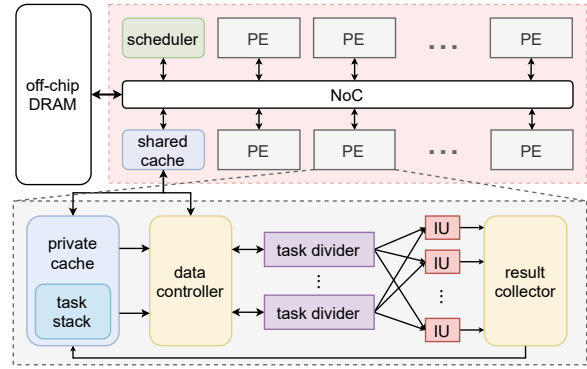 off-chip
DRAM
scheduler
PE
PE
...
PE
NoC
shared
cache
PE
PE
...
PE
private
cache
task
stack
data
controller
task divider
...
task divider
IU
IU
...
IU
result
collector